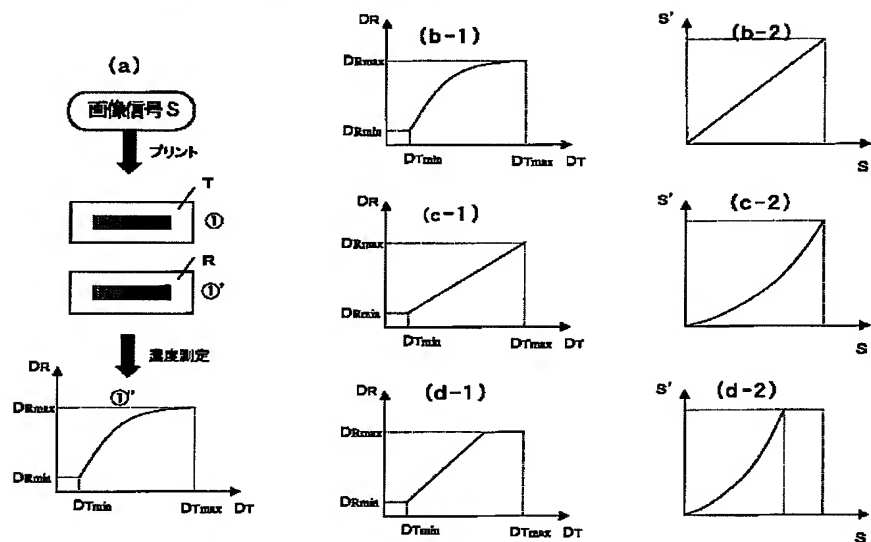 (a)
画像信号 S
プリント
T
①
R
①'
濃度測定
DR
①''
DRmax
DRmin
DTmin
DTmax DT
DR
(b-1)
DRmax
DRmin
DTmin
DTmax DT
S'
(b-2)
S
DR
(c-1)
DRmax
DRmin
DTmin
DTmax DT
S'
(c-2)
S
DR
(d-1)
DRmax
DRmin
DTmin
DTmax DT
S'
(d-2)
S